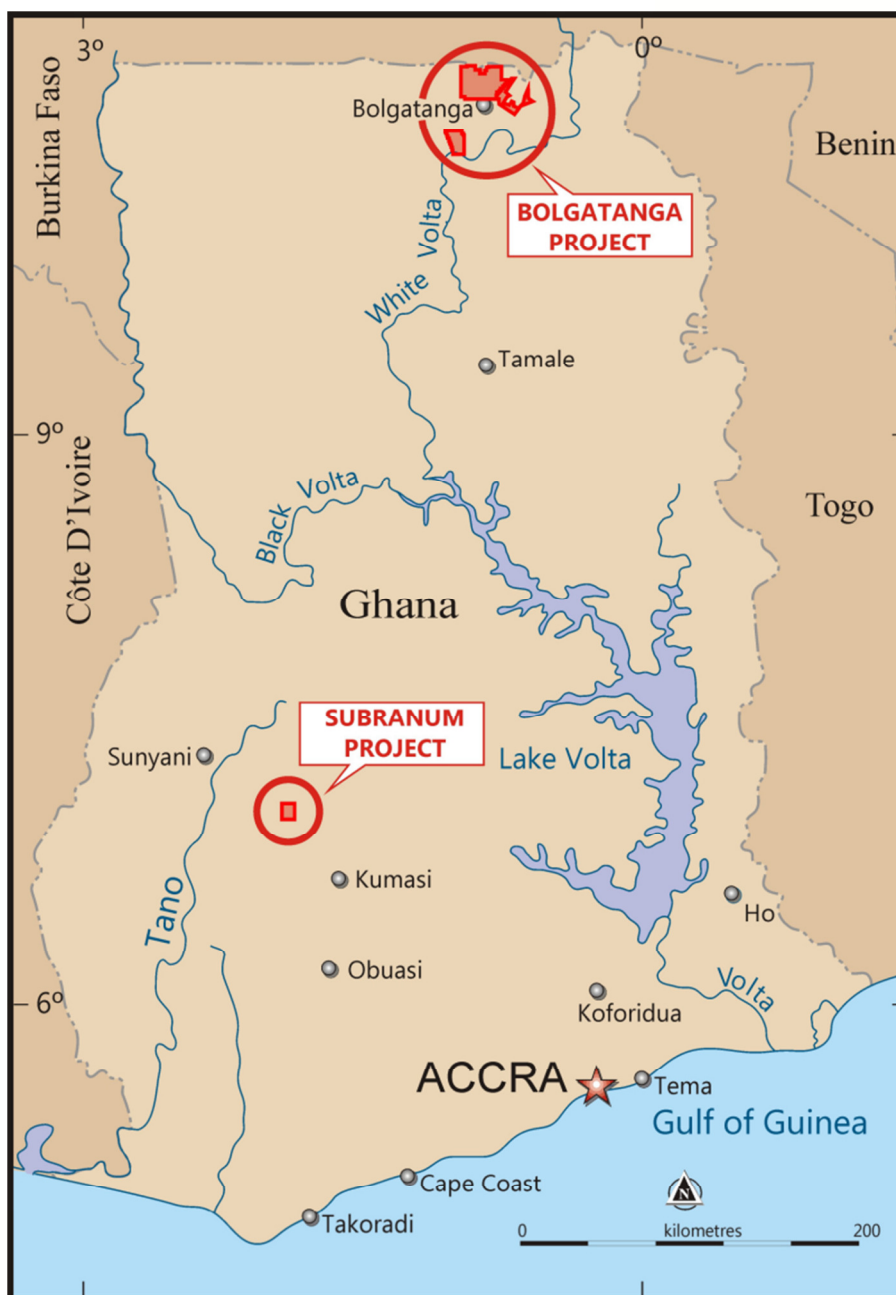 3º
0º
Burkina Faso
Bolgatanga
Benin
BOLGATANGA
PROJECT
White Volta
Tamale
9º
Côte D'Ivoire
Togo
Black Volta
Ghana
SUBRANUM
PROJECT
Sunyani
Lake Volta
Kumasi
Ho
Tano
Obuasi
Volta
6º
Koforidua
ACCRA
Tema
Gulf of Guinea
Cape Coast
N
Takoradi
0 kilometres 200